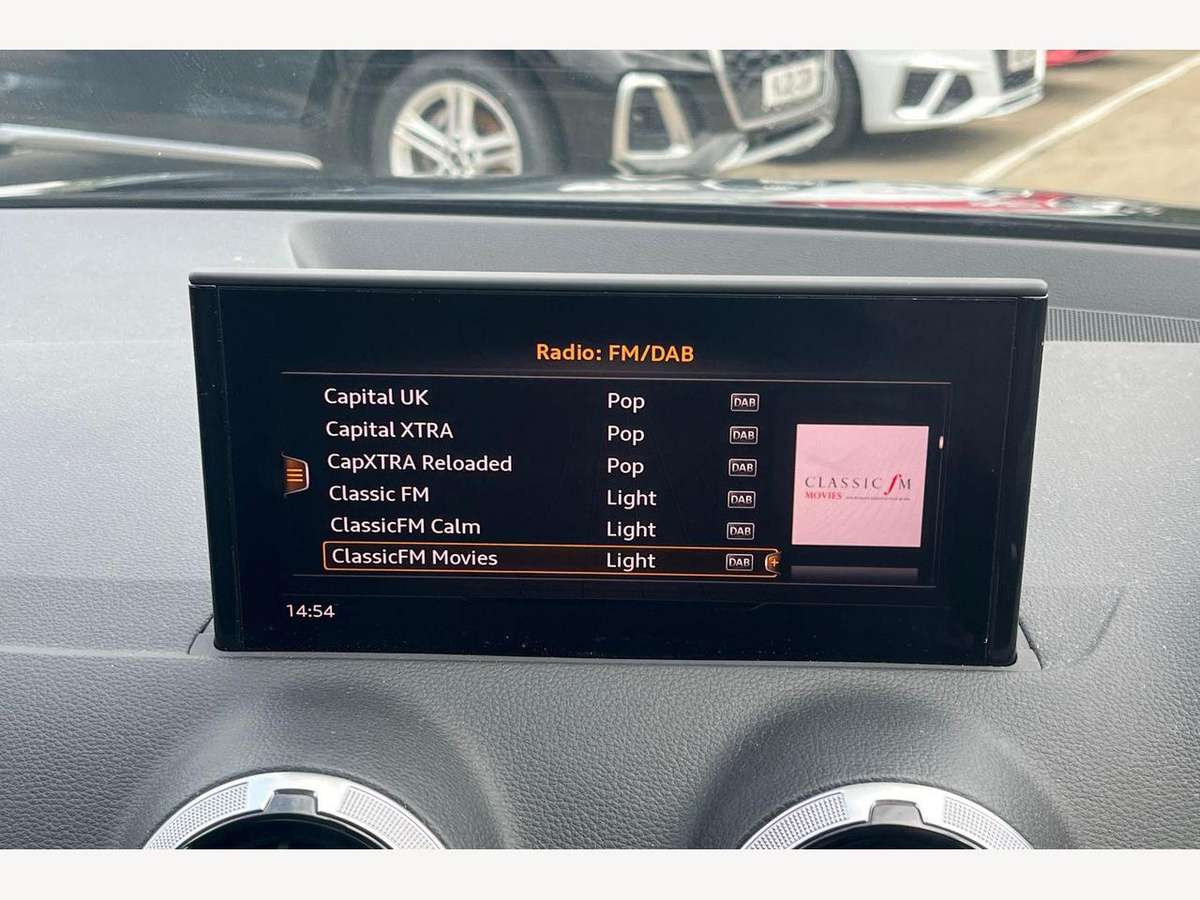 Radio: FM/DAB
Capital UK Pop DAB
Capital XTRA Pop DAB
CapXTRA Reloaded Pop DAB
Classic FM Light DAB
ClassicFM Calm Light DAB
ClassicFM Movies Light DAB +
CLASSIC fM
MOVIES
14:54